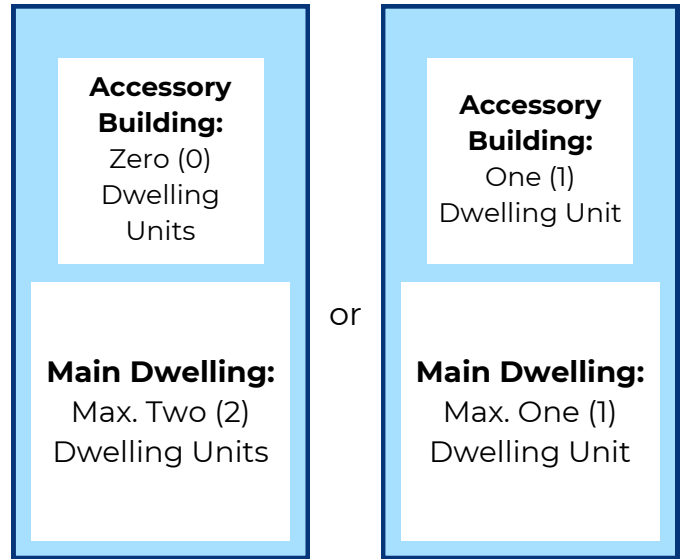 Accessory
Building:
Zero (0)
Dwelling
Units
Main Dwelling:
Max. Two (2)
Dwelling Units
or
Accessory
Building:
One (1)
Dwelling Unit
Main Dwelling:
Max. One (1)
Dwelling Unit